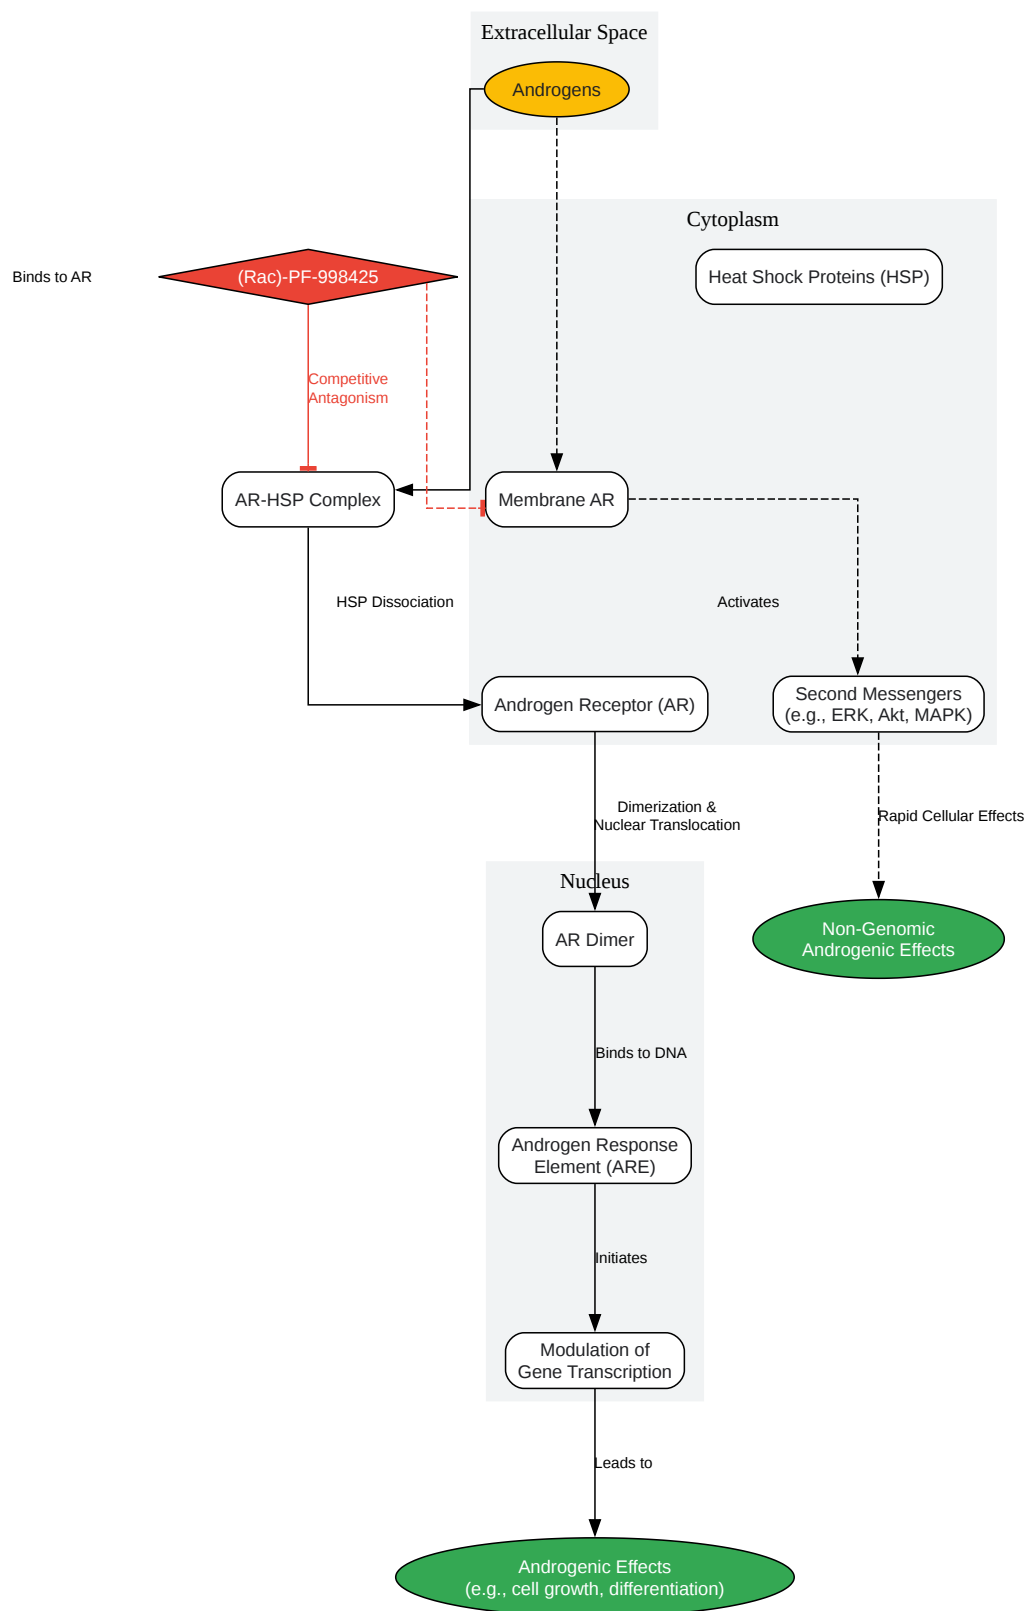 Extracellular Space
Androgens
Cytoplasm
Binds to AR
(Rac)-PF-998425
Heat Shock Proteins (HSP)
Competitive
Antagonism
AR-HSP Complex
Membrane AR
HSP Dissociation
Activates
Androgen Receptor (AR)
Second Messengers
(e.g., ERK, Akt, MAPK)
Dimerization &
Nuclear Translocation
Rapid Cellular Effects
Nucleus
AR Dimer
Non-Genomic
Androgenic Effects
Binds to DNA
Androgen Response
Element (ARE)
Initiates
Modulation of
Gene Transcription
Leads to
Androgenic Effects
(e.g., cell growth, differentiation)